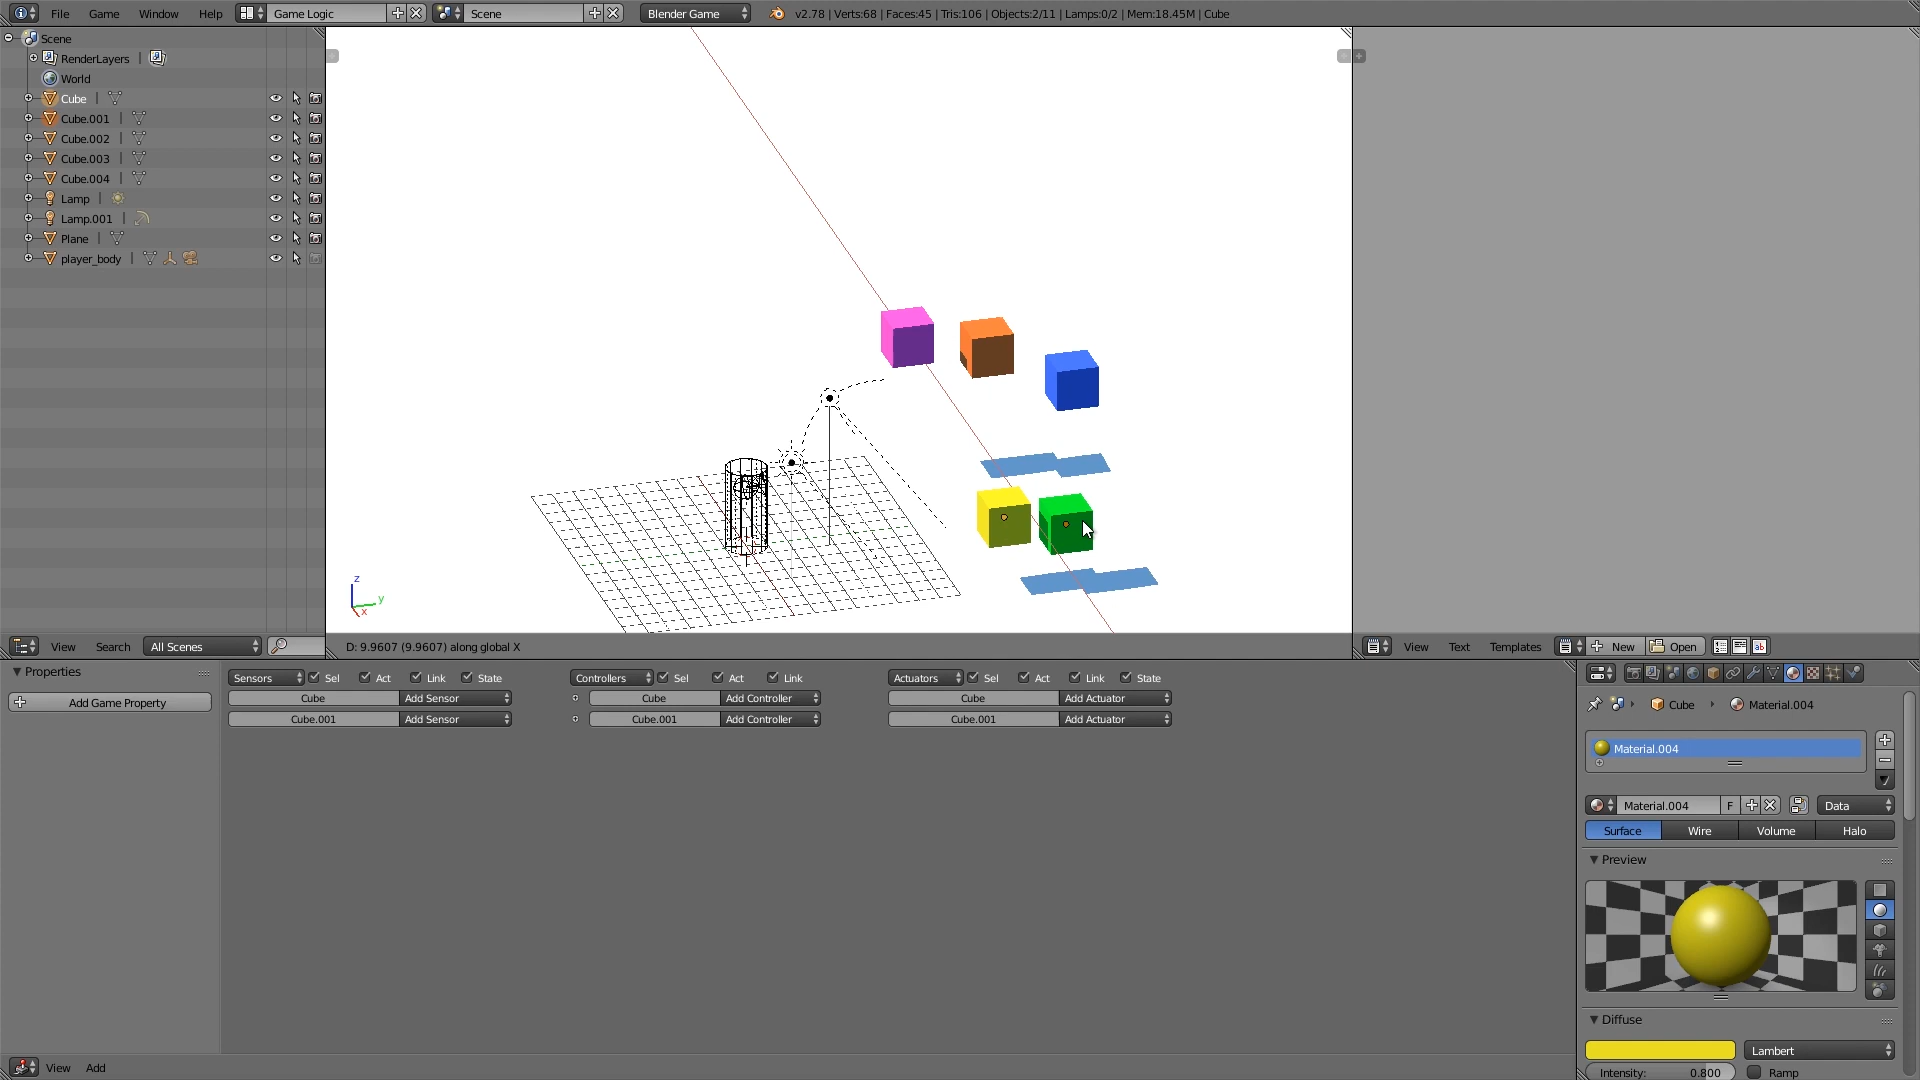 File Game Window Help Game Logic Scene Blender Game v2.78 | Verts:68 | Faces:45 | Tris:106 | Objects:2/11 | Lamps:0/2 | Mem:18.45M | Cube
Scene
RenderLayers
World
Cube
Cube.001
Cube.002
Cube.003
Cube.004
Lamp
Lamp.001
Plane
player_body
z
y
x
View Search All Scenes
D: 9.9607 (9.9607) along global X
View Text Templates New Open
Properties
Add Game Property
Sensors Sel Act Link State
Cube Add Sensor
Cube.001 Add Sensor
Controllers Sel Act Link
Cube Add Controller
Cube.001 Add Controller
Actuators Sel Act Link State
Cube Add Actuator
Cube.001 Add Actuator
Cube Material.004
Material.004
Material.004 F Data
Surface Wire Volume Halo
Preview
Diffuse
Lambert
Intensity: 0.800 Ramp
View Add